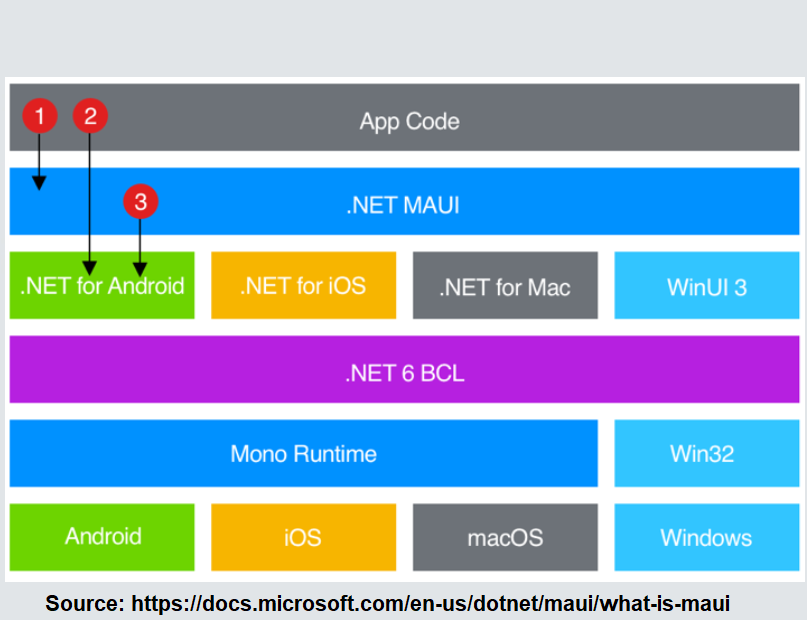 1 2
App Code
3
.NET MAUI
.NET for Android .NET for iOS .NET for Mac WinUI 3
.NET 6 BCL
Mono Runtime Win32
Android iOS macOS Windows
Source: https://docs.microsoft.com/en-us/dotnet/maui/what-is-maui